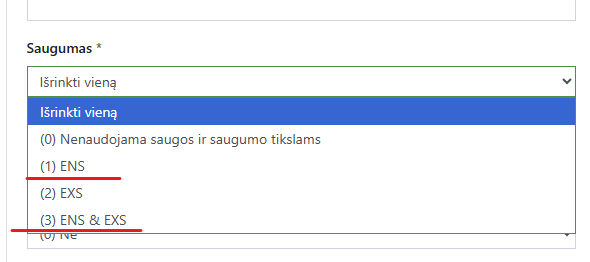 Saugumas *
Išrinkti vieną
Išrinkti vieną
(0) Nenaudojama saugos ir saugumo tikslams
(1) ENS
(2) EXS
(3) ENS & EXS
(0) Ne